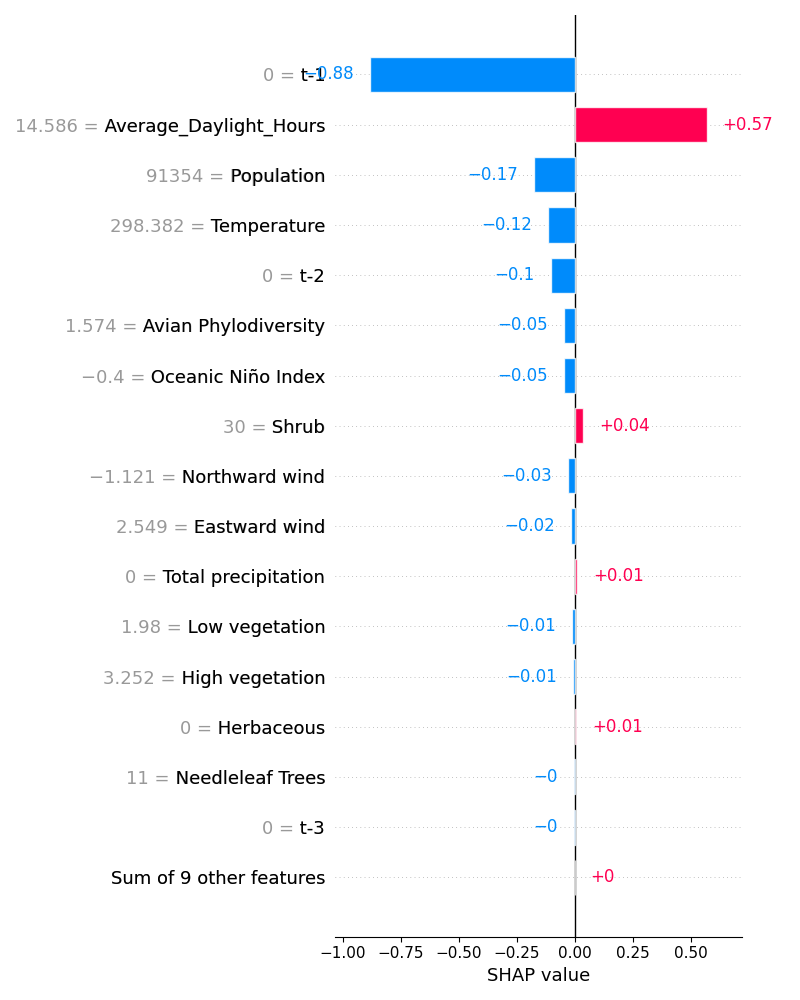 0 = t-1 −0.88
14.586 = Average_Daylight_Hours +0.57
91354 = Population −0.17
298.382 = Temperature −0.12
0 = t-2 −0.1
1.574 = Avian Phylodiversity −0.05
−0.4 = Oceanic Niño Index −0.05
30 = Shrub +0.04
−1.121 = Northward wind −0.03
2.549 = Eastward wind −0.02
0 = Total precipitation +0.01
1.98 = Low vegetation −0.01
3.252 = High vegetation −0.01
0 = Herbaceous +0.01
11 = Needleleaf Trees −0
0 = t-3 −0
Sum of 9 other features +0
−1.00 −0.75 −0.50 −0.25 0.00 0.25 0.50
SHAP value